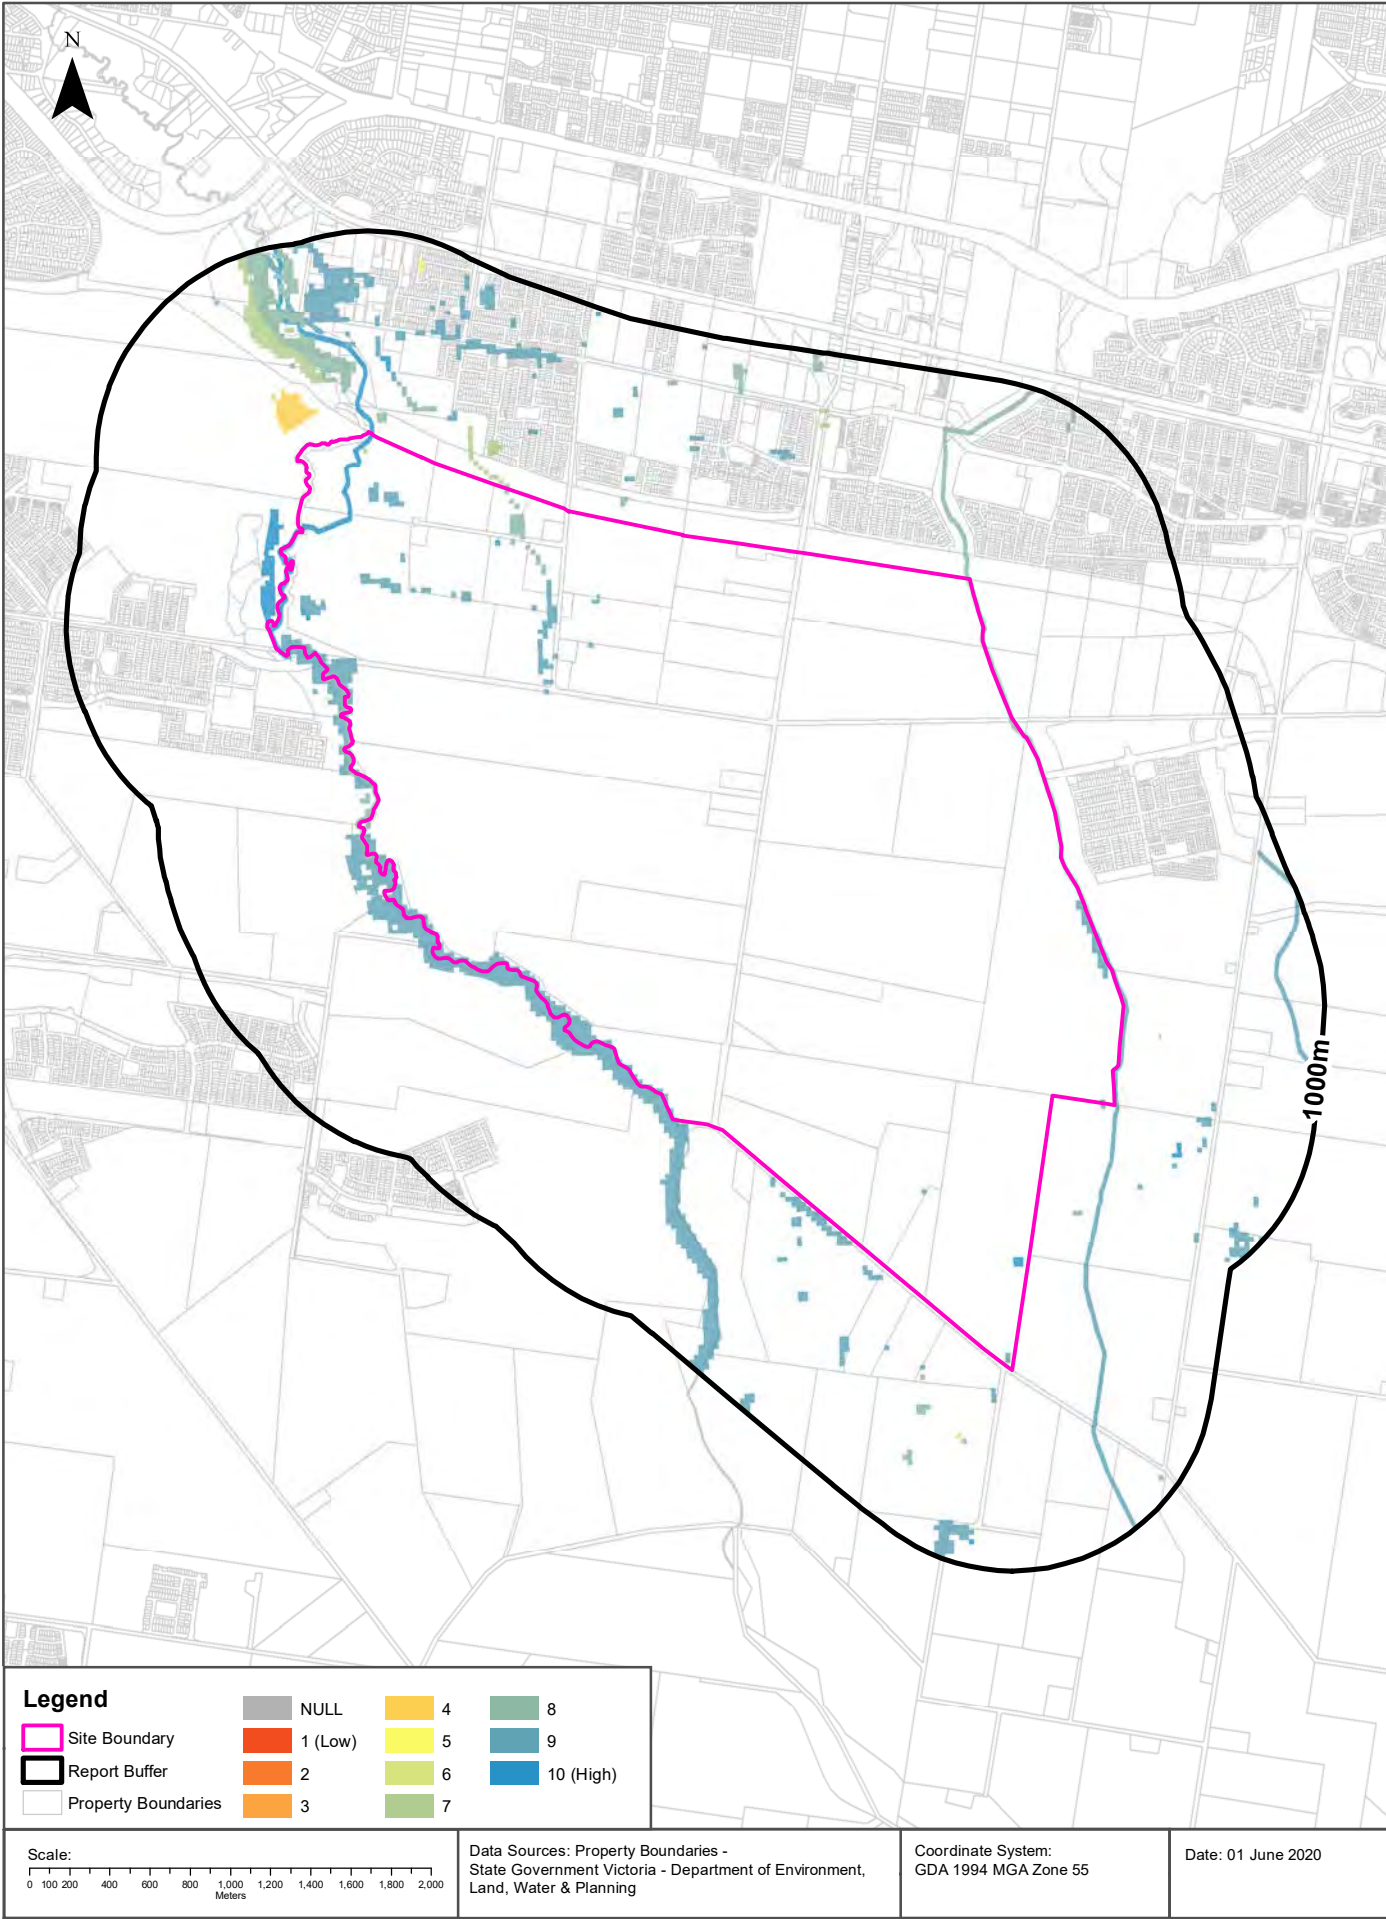 N
1000m
Legend
Site Boundary
Report Buffer
Property Boundaries
NULL
1 (Low)
2
3
4
5
6
7
8
9
10 (High)
Scale:
0 100 200 400 600 800 1,000 1,200 1,400 1,600 1,800 2,000
Meters
Data Sources: Property Boundaries -
State Government Victoria - Department of Environment,
Land, Water & Planning
Coordinate System:
GDA 1994 MGA Zone 55
Date: 01 June 2020